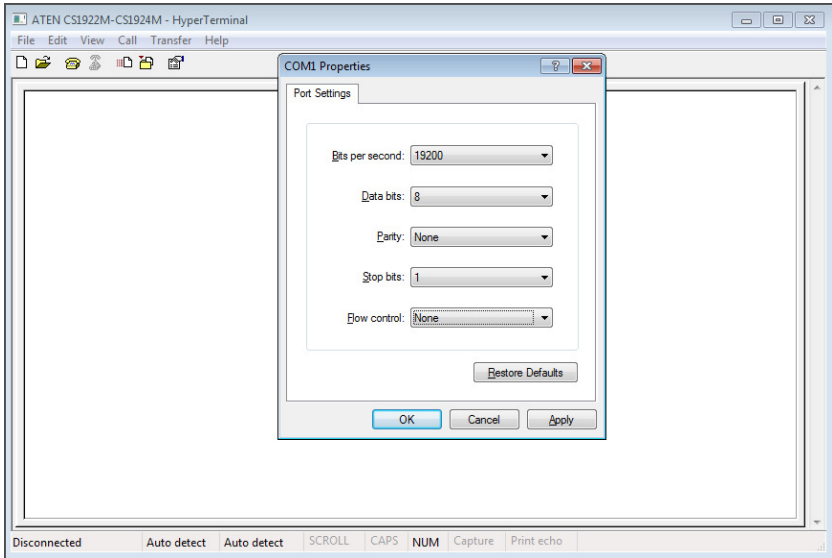 ATEN CS1922M-CS1924M - HyperTerminal
File Edit View Call Transfer Help
COM1 Properties
Port Settings
Bits per second: 19200
Data bits: 8
Parity: None
Stop bits: 1
Flow control: None
Restore Defaults
OK Cancel Apply
Disconnected Auto detect Auto detect SCROLL CAPS NUM Capture Print echo